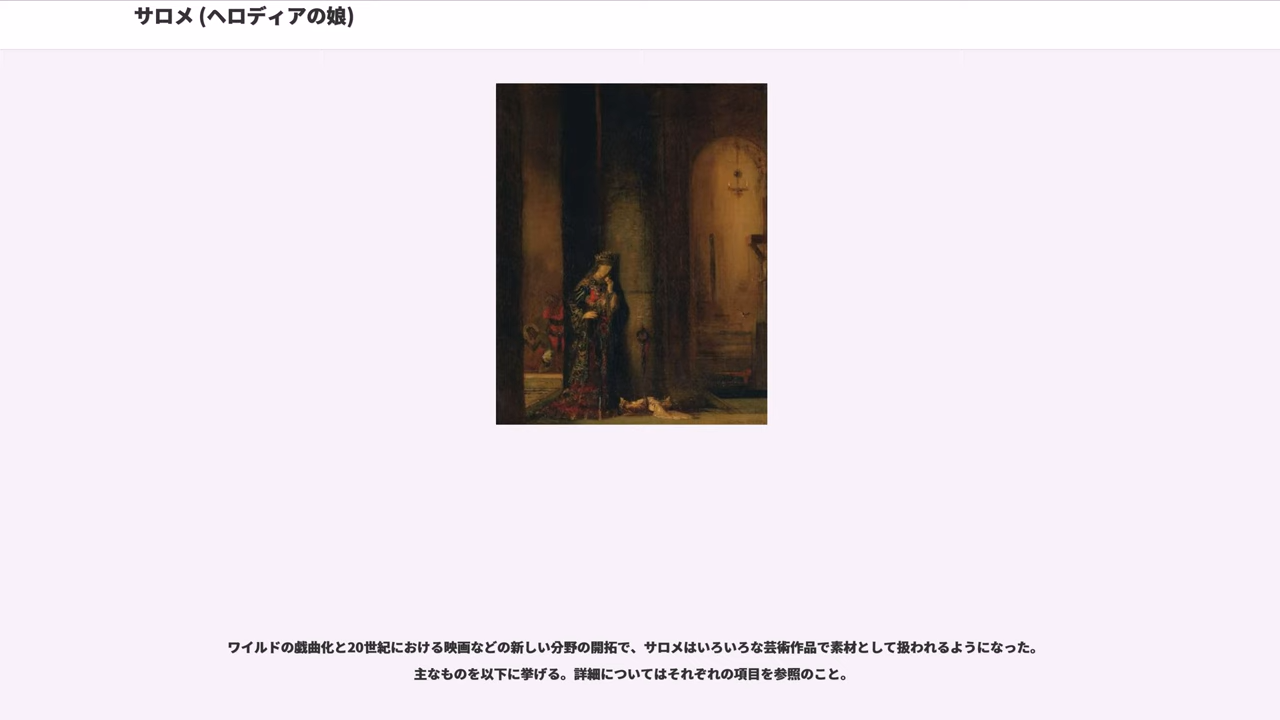 サロメ (ヘロディアの娘)
ワイルドの戯曲化と20世紀における映画などの新しい分野の開拓で、サロメはいろいろな芸術作品で素材として扱われるようになった。
主なものを以下に挙げる。詳細についてはそれぞれの項目を参照のこと。